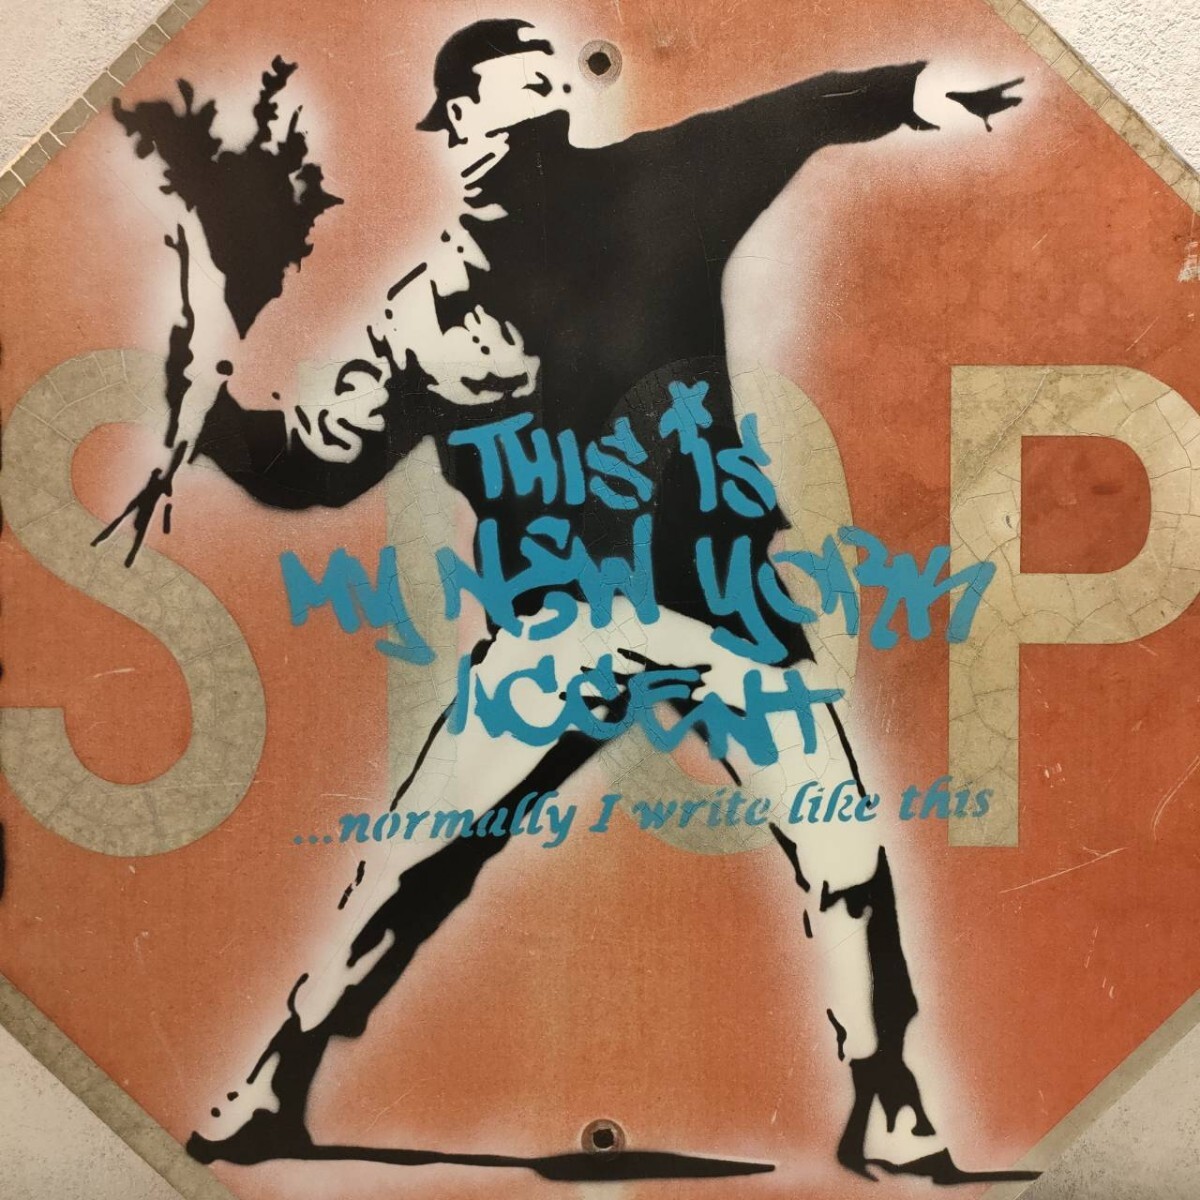 STOP
THIS iS
MY NEW YORK
ACCENT
...normally I write like this